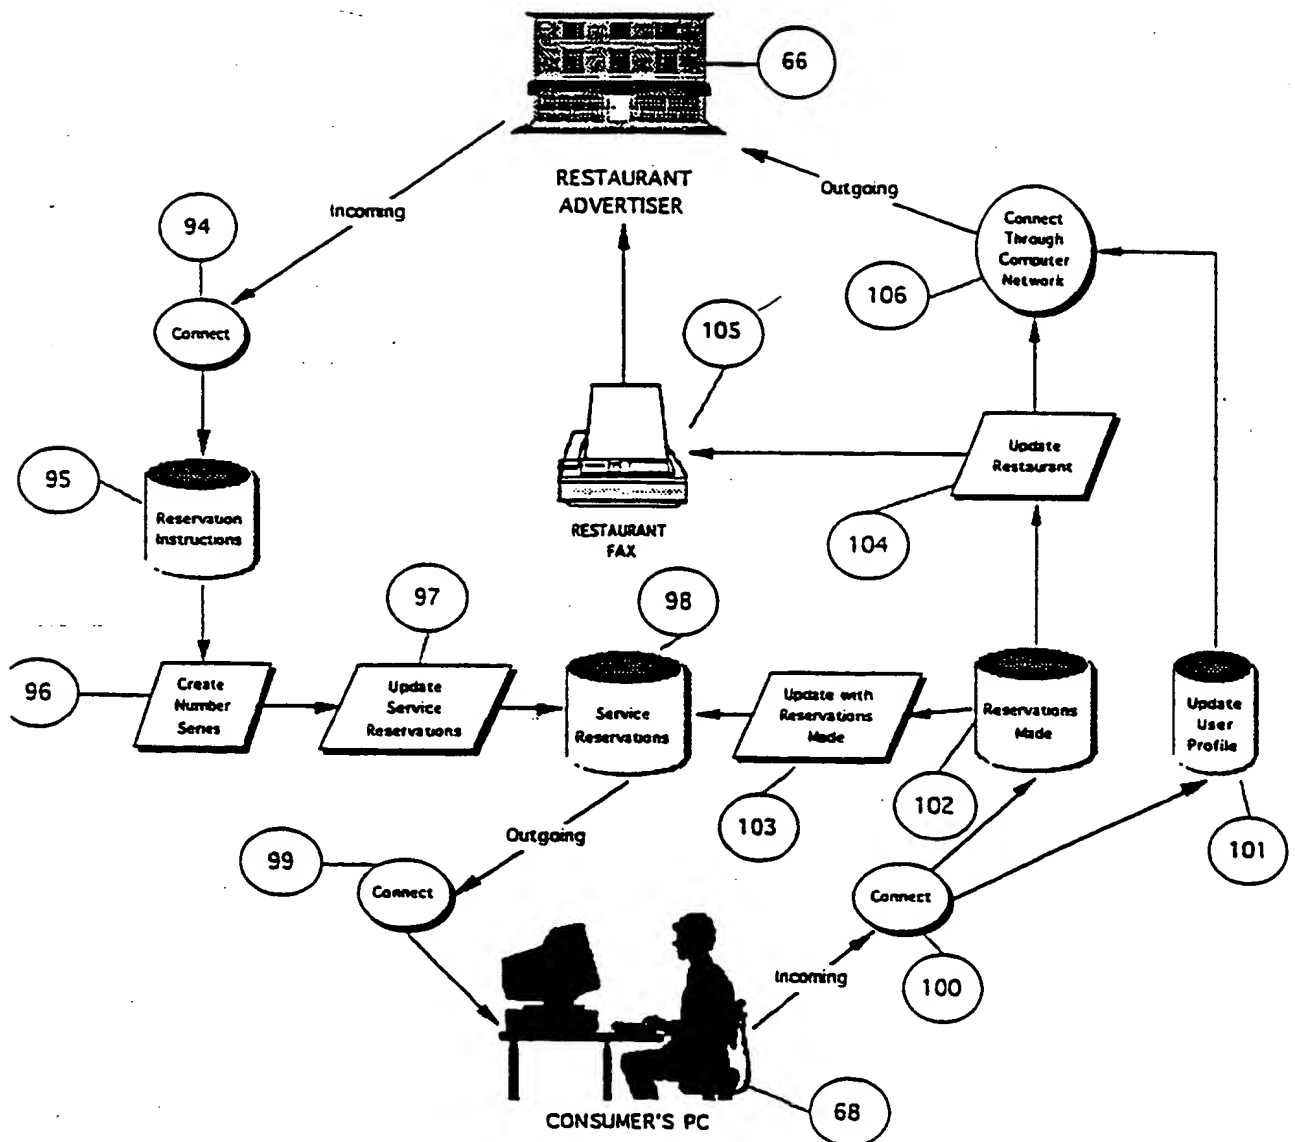 66
RESTAURANT
ADVERTISER
Outgoing
Incoming
94
Connect
Through
Computer
Network
106
105
Connect
95
Reservation
Instructions
Update
Restaurant
RESTAURANT
FAX
104
97
98
96
Create
Number
Series
Update
Service
Reservations
Service
Reservations
Update with
Reservations
Made
Reservations
Made
Update
User
Profile
102
103
101
Outgoing
99
Connect
Connect
Incoming
100
68
CONSUMER'S PC